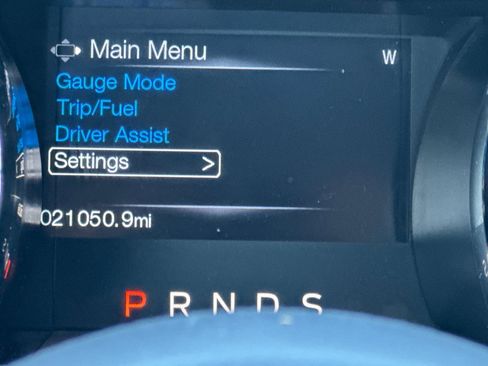 Main Menu
W
Gauge Mode
Trip/Fuel
Driver Assist
Settings >
021050.9mi
P R N D S